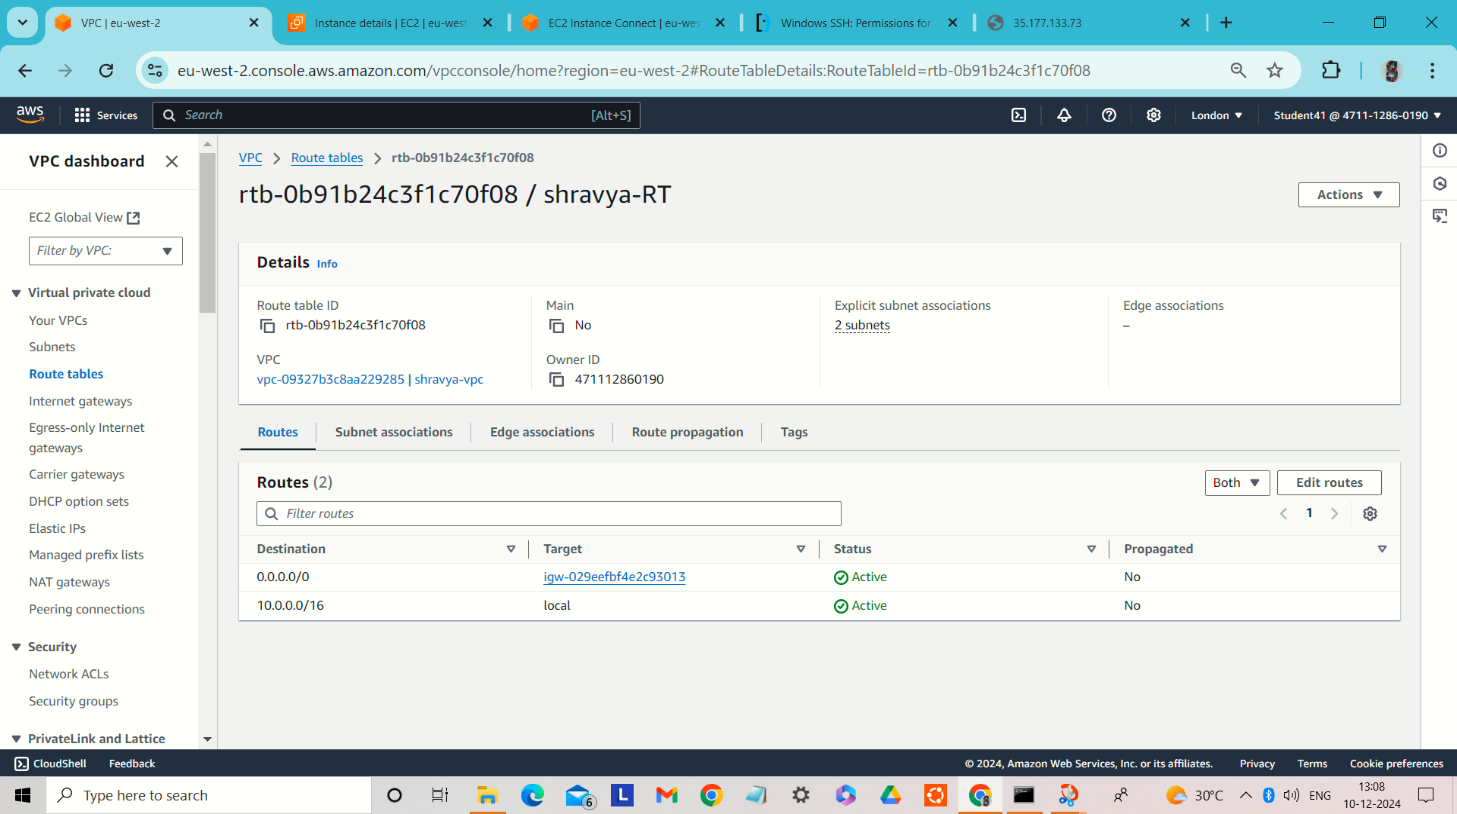 VPC | eu-west-2
Instance details | EC2 | eu-west
EC2 Instance Connect | eu-wes
Windows SSH: Permissions for
35.177.133.73
eu-west-2.console.aws.amazon.com/vpcconsole/home?region=eu-west-2#RouteTableDetails:RouteTableId=rtb-0b91b24c3f1c70f08
aws
Services
Search
[Alt+S]
London
Student41 @ 4711-1286-0190
VPC dashboard
EC2 Global View
Filter by VPC:
Virtual private cloud
Your VPCs
Subnets
Route tables
Internet gateways
Egress-only Internet
gateways
Carrier gateways
DHCP option sets
Elastic IPs
Managed prefix lists
NAT gateways
Peering connections
Security
Network ACLs
Security groups
PrivateLink and Lattice
VPC
Route tables
rtb-0b91b24c3f1c70f08
rtb-0b91b24c3f1c70f08 / shravya-RT
Actions
Details Info
Route table ID
rtb-0b91b24c3f1c70f08
Main
No
Explicit subnet associations
2 subnets
Edge associations
–
VPC
vpc-09327b3c8aa229285 | shravya-vpc
Owner ID
471112860190
Routes
Subnet associations
Edge associations
Route propagation
Tags
Routes (2)
Both
Edit routes
Filter routes
1
Destination Target Status Propagated
0.0.0.0/0 igw-029eefbf4e2c93013 Active No
10.0.0.0/16 local Active No
CloudShell
Feedback
© 2024, Amazon Web Services, Inc. or its affiliates.
Privacy
Terms
Cookie preferences
Type here to search
6
L
30°C
ENG
13:08
10-12-2024